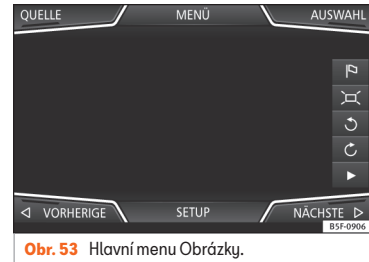 QUELLE MENÜ AUSWAHL
VORHERIGE SETUP NÄCHSTE
B5F-0906
Obr. 53 Hlavní menu Obrázky.